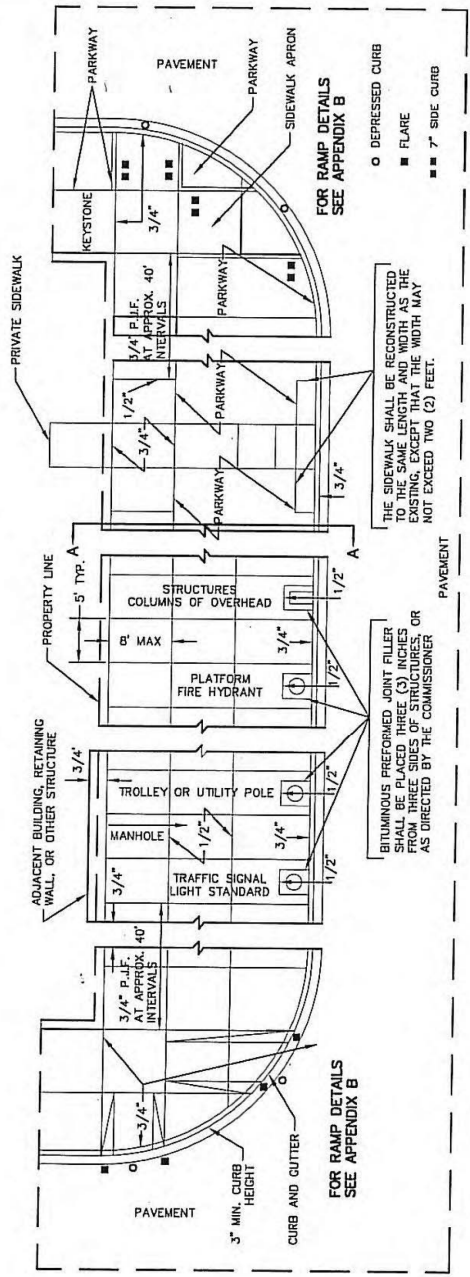 ADJACENT BUILDING, RETAINING
WALL, OR OTHER STRUCTURE
PROPERTY LINE
PRIVATE SIDEWALK
PARKWAY
PAVEMENT
3/4'
5' TYP.
8' MAX
A
3/4"
3/4" P.J.F.
AT APPROX. 40'
INTERVALS
3/4"
MANHOLE
1/2"
TROLLEY OR UTILITY POLE
TRAFFIC SIGNAL
LIGHT STANDARD
3/4"
1/2"
1/2"
PLATFORM
FIRE HYDRANT
STRUCTURES
COLUMNS OF OVERHEAD
3/4"
1/2"
1/2"
A
3/4"
1/2"
PARKWAY
PARKWAY
3/4"
3/4" P.J.F.
AT APPROX. 40'
INTERVALS
PARKWAY
KEYSTONE
3/4"
PARKWAY
SIDEWALK APRON
PAVEMENT
3" MIN. CURB
HEIGHT
CURB AND GUTTER
FOR RAMP DETAILS
SEE APPENDIX B
BITUMINOUS PREFORMED JOINT FILLER
SHALL BE PLACED THREE (3) INCHES
FROM THREE SIDES OF STRUCTURES, OR
AS DIRECTED BY THE COMMISSIONER
PAVEMENT
THE SIDEWALK SHALL BE RECONSTRUCTED
TO THE SAME LENGTH AND WIDTH AS THE
EXISTING, EXCEPT THAT THE WIDTH MAY
NOT EXCEED TWO (2) FEET.
FOR RAMP DETAILS
SEE APPENDIX B
DEPRESSED CURB
FLARE
7" SIDE CURB